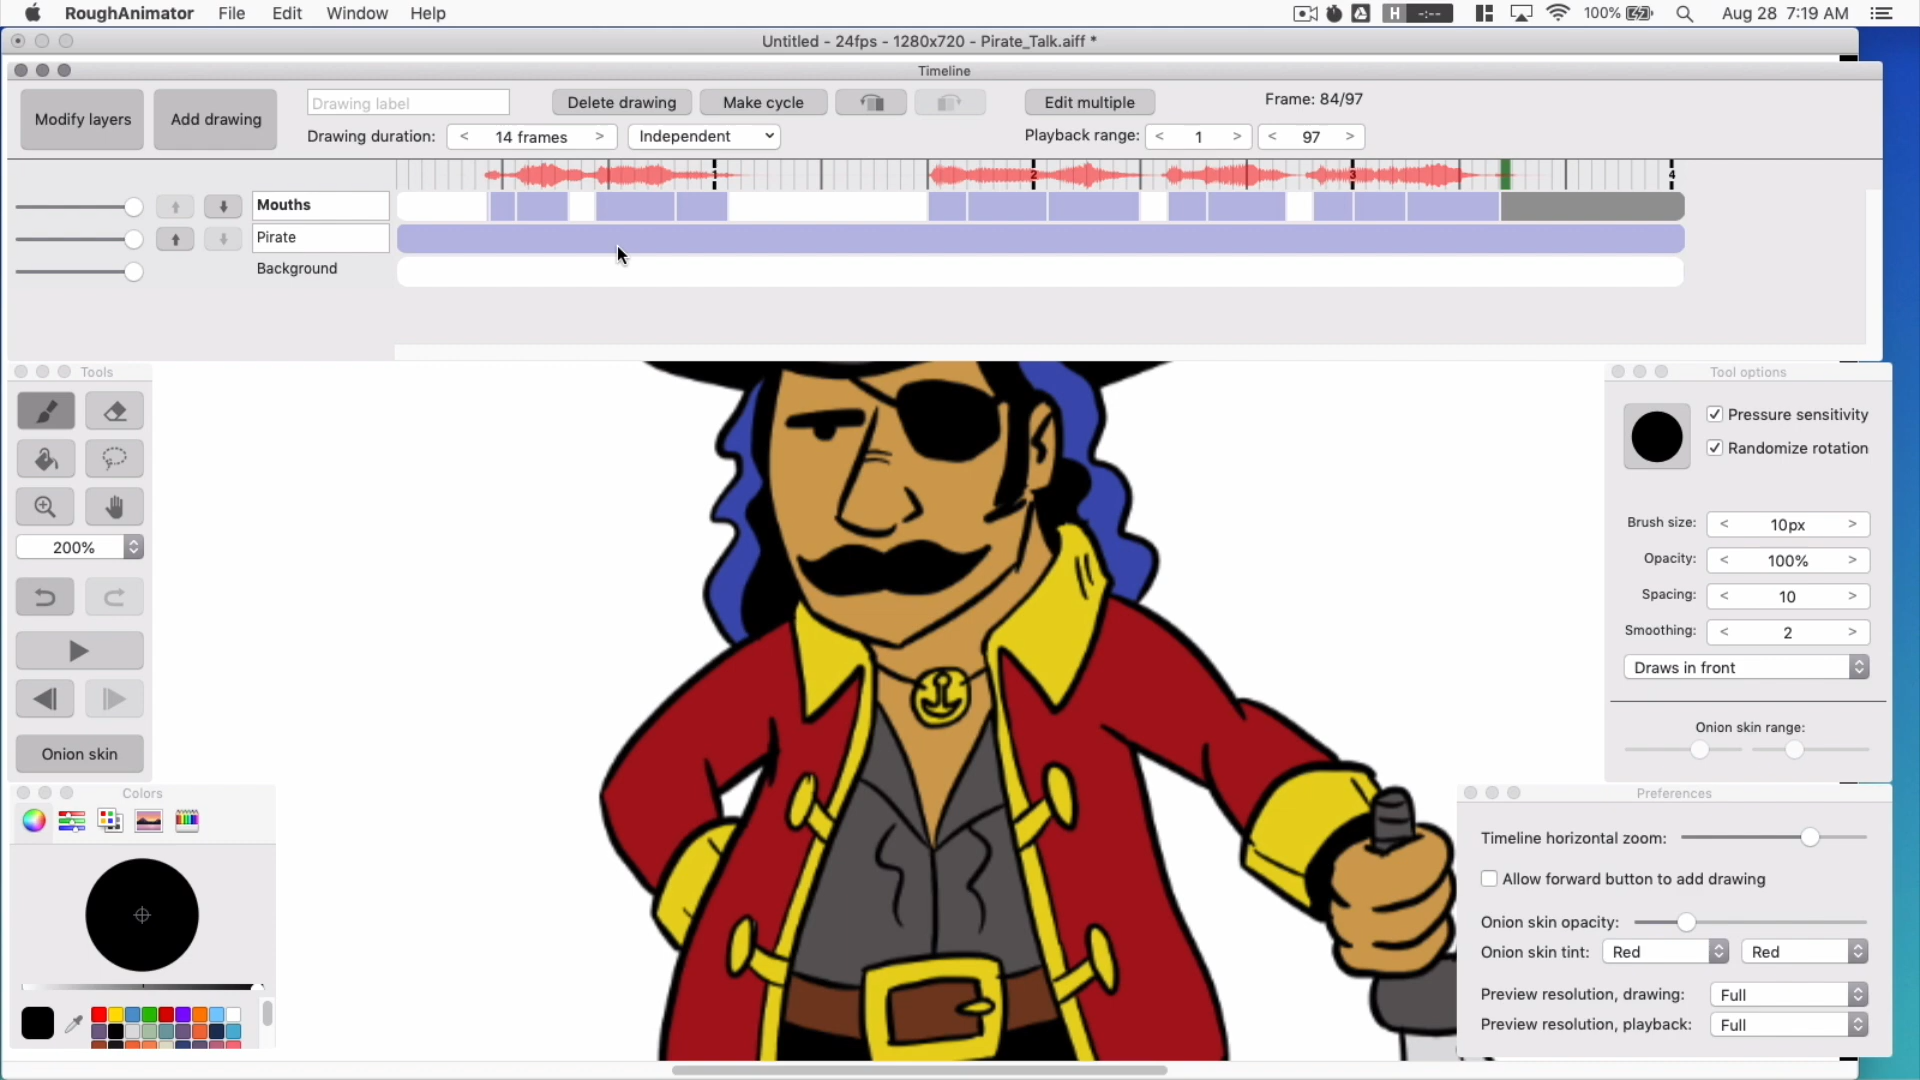 RoughAnimator File Edit Window Help
H -:-- 100% Aug 28 7:19 AM
Untitled - 24fps - 1280x720 - Pirate_Talk.aiff *
Timeline
Modify layers
Add drawing
Drawing label
Delete drawing
Make cycle
Edit multiple
Frame: 84/97
Drawing duration: < 14 frames > Independent
Playback range: < 1 > < 97 >
1 2 3 4
Mouths
Pirate
Background
Tools
200%
Onion skin
Colors
Tool options
Pressure sensitivity
Randomize rotation
Brush size: < 10px >
Opacity: < 100% >
Spacing: < 10 >
Smoothing: < 2 >
Draws in front
Onion skin range:
Preferences
Timeline horizontal zoom:
Allow forward button to add drawing
Onion skin opacity:
Onion skin tint: Red Red
Preview resolution, drawing: Full
Preview resolution, playback: Full